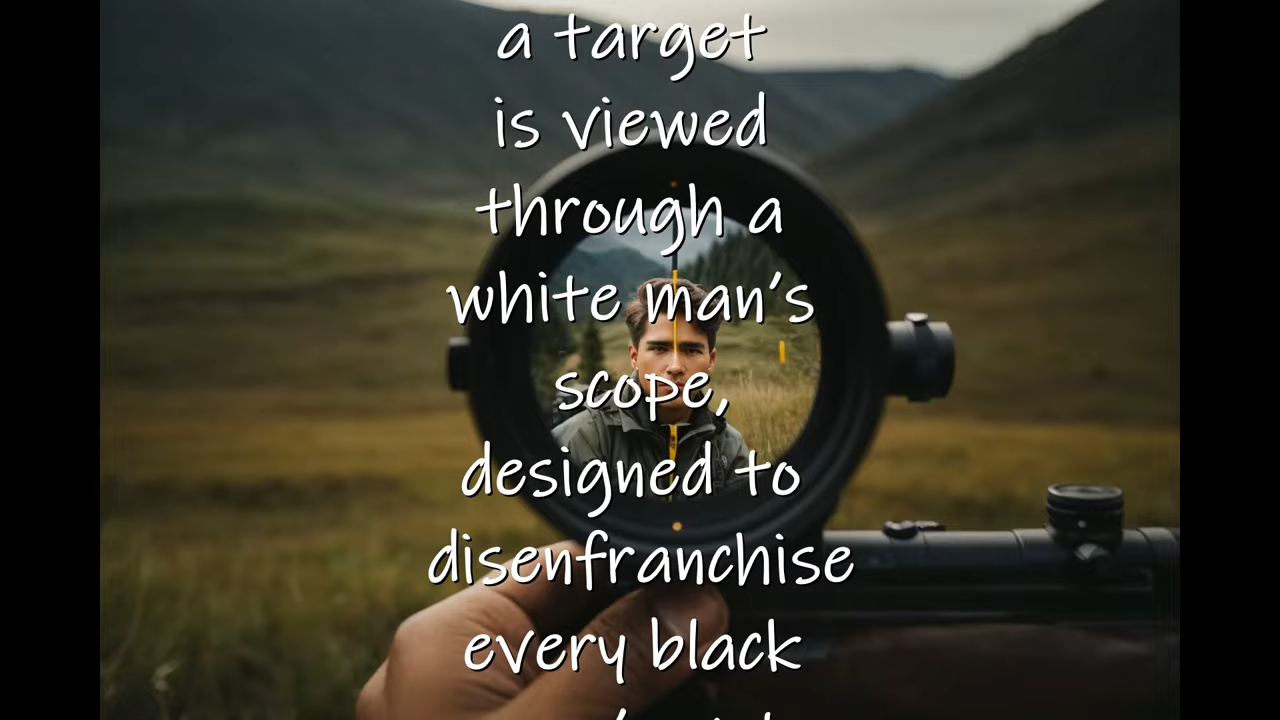 a target
is viewed
through a
white man's
scope,
designed to
disenfranchise
every black